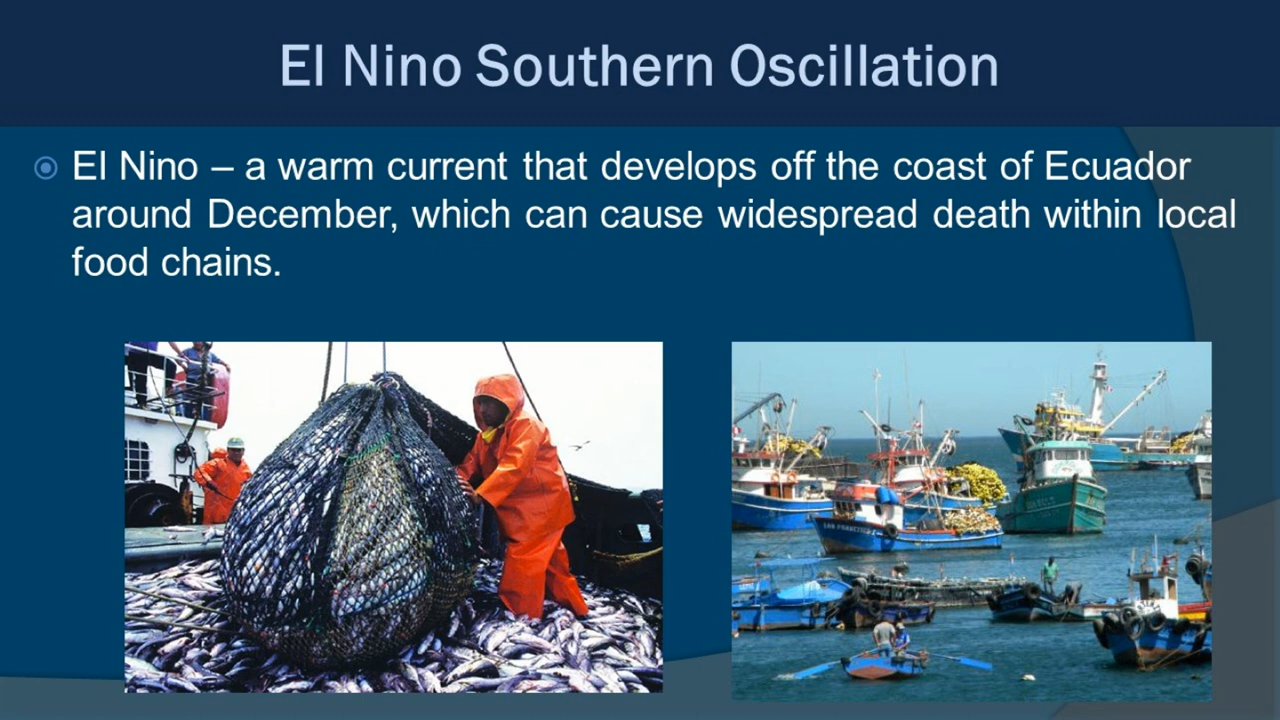 El Nino Southern Oscillation
El Nino – a warm current that develops off the coast of Ecuador
around December, which can cause widespread death within local
food chains.